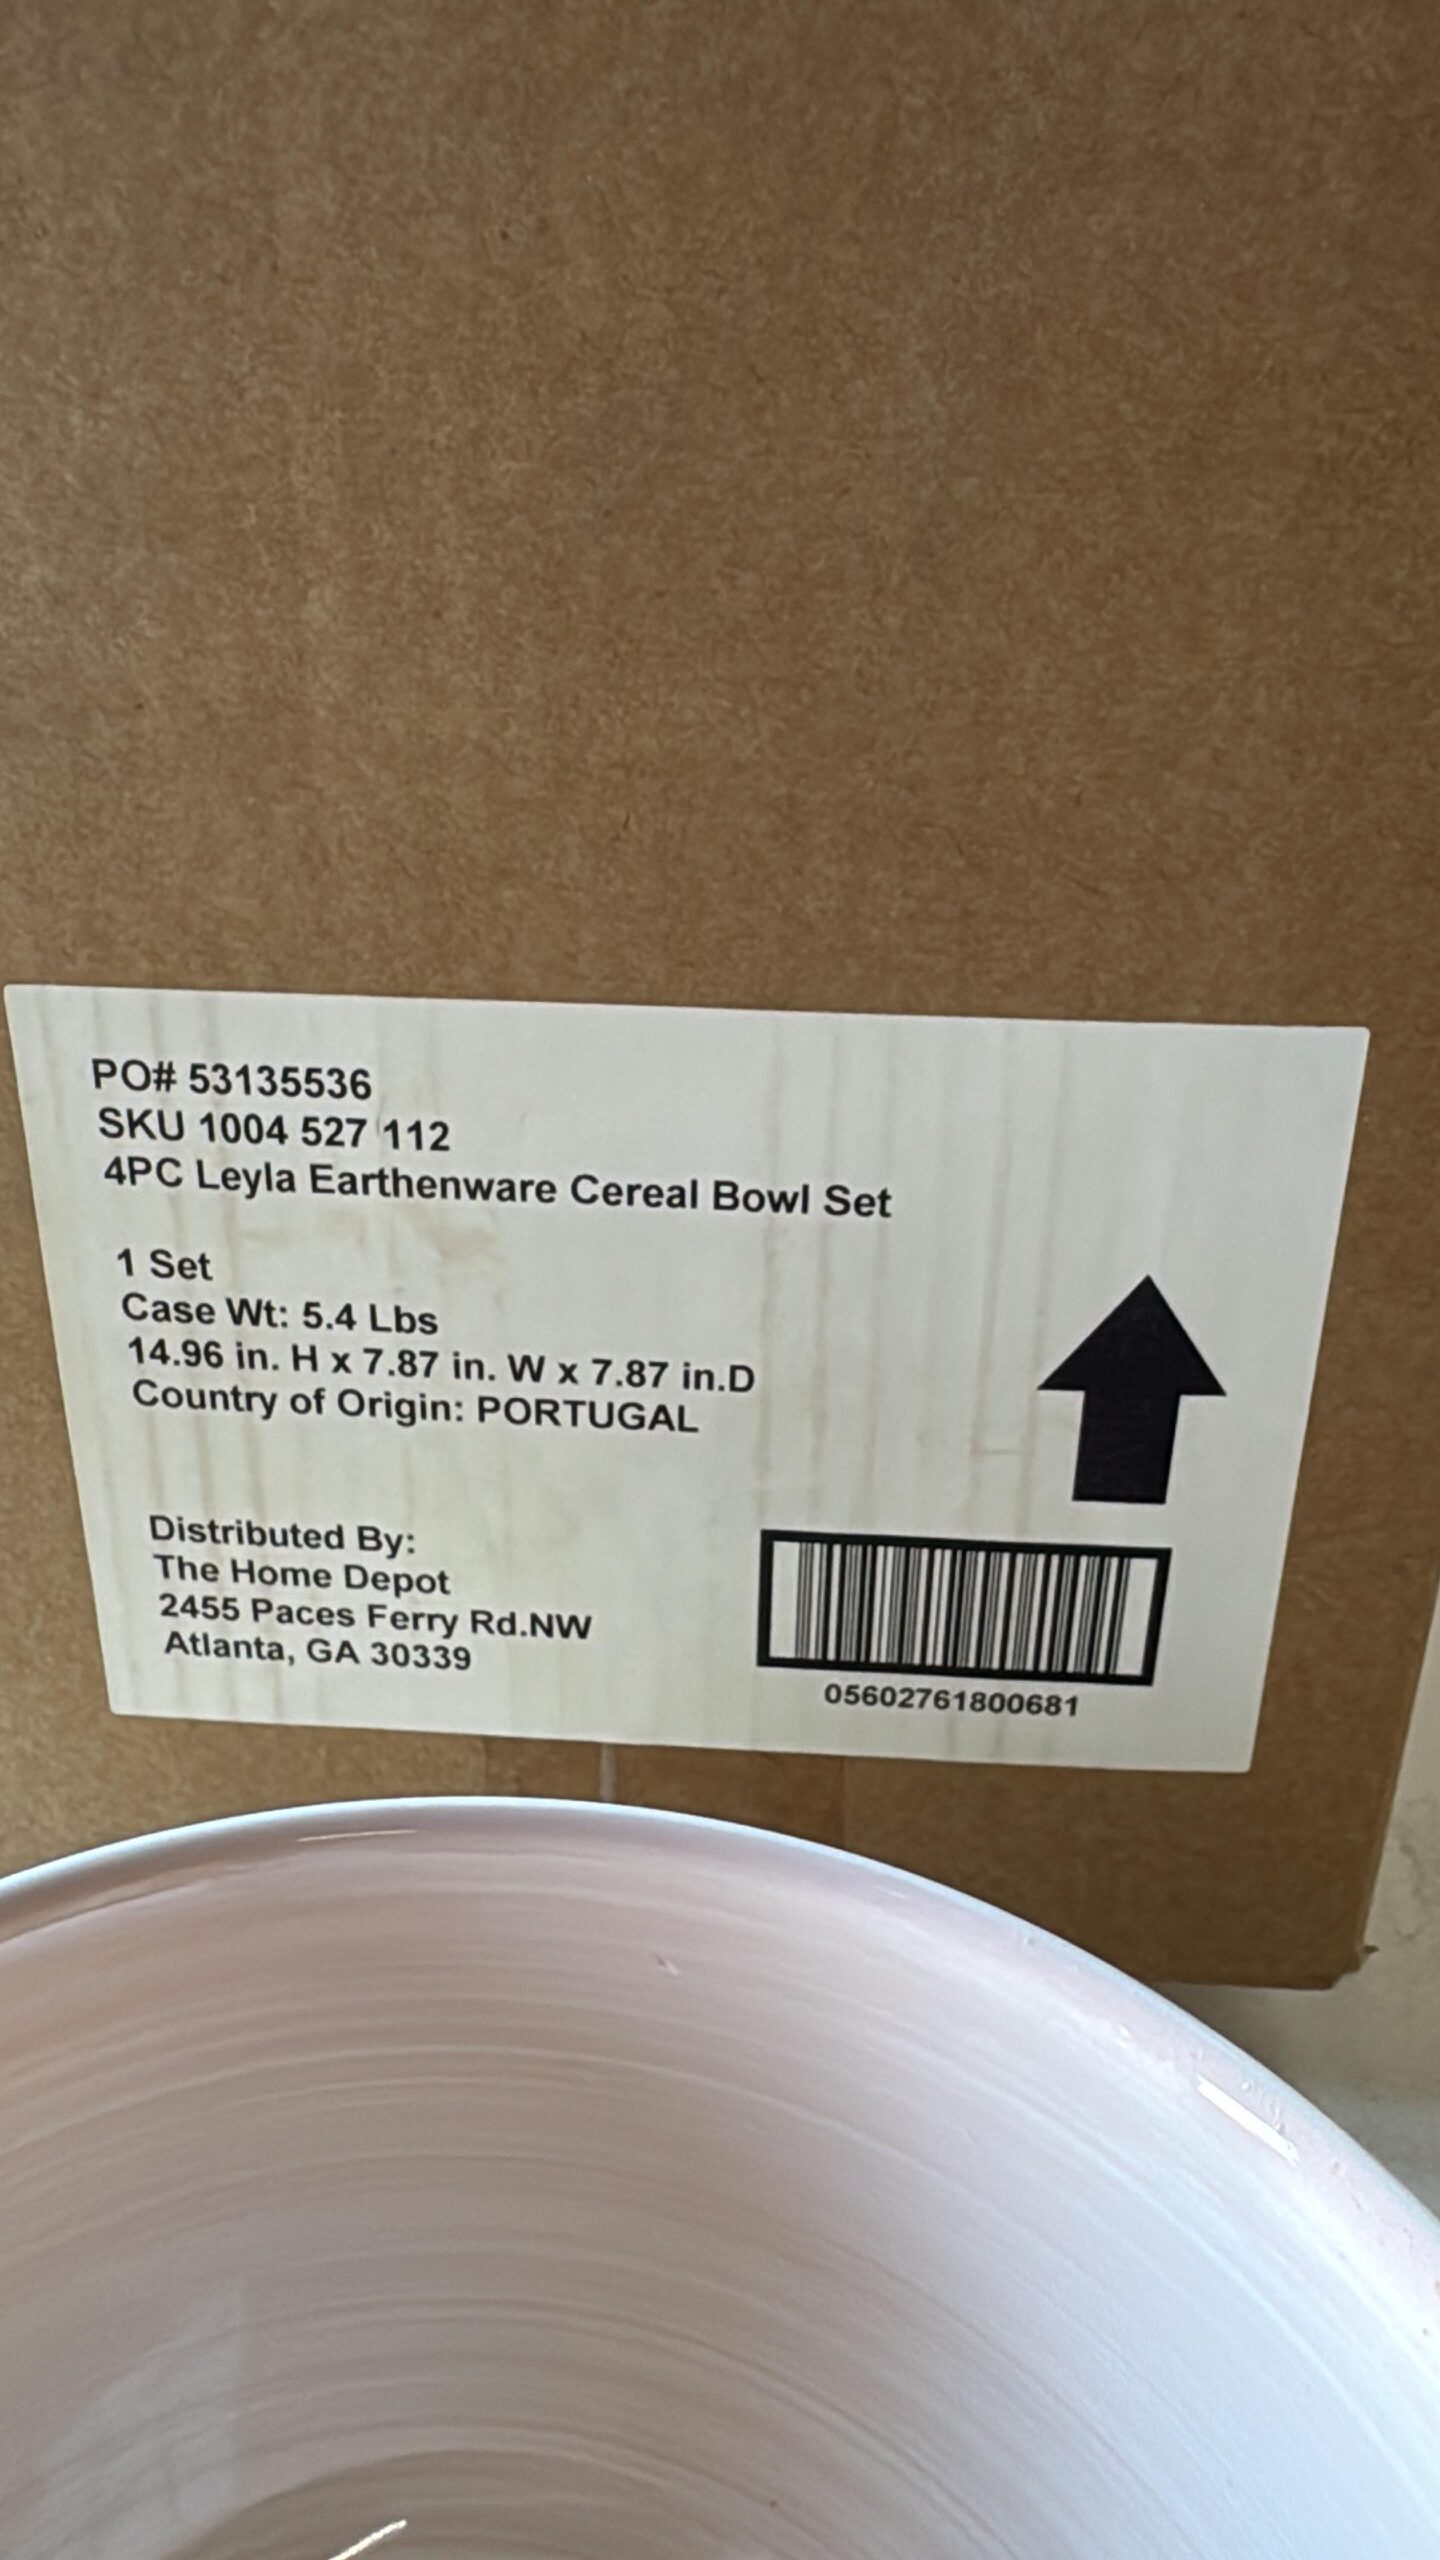 PO# 53135536
SKU 1004 527 112
4PC Leyla Earthenware Cereal Bowl Set
1 Set
Case Wt: 5.4 Lbs
14.96 in. H x 7.87 in. W x 7.87 in.D
Country of Origin: PORTUGAL
Distributed By:
The Home Depot
2455 Paces Ferry Rd.NW
Atlanta, GA 30339
05602761800681